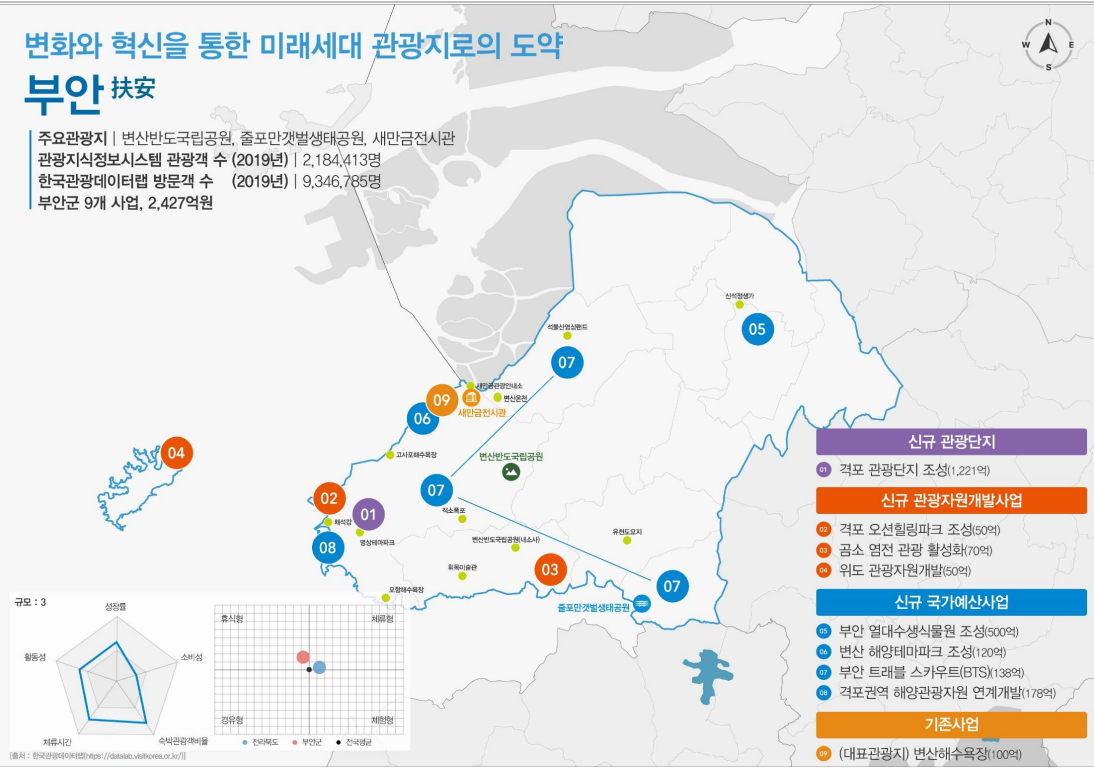 변화와 혁신을 통한 미래세대 관광지로의 도약
부안 扶安
주요관광지 | 변산반도국립공원, 줄포만갯벌생태공원, 새만금전시관
관광지식정보시스템 관광객 수 (2019년) | 2,184,413명
한국관광데이터랩 방문객 수 (2019년) | 9,346,785명
부안군 9개 사업, 2,427억원
N
W E
S
신석정생가
05
석불산영상랜드
07
새만금관광안내소
변산온천
09
새만금전시관
06
04
고사포해수욕장
변산반도국립공원
07
02
01
채석강
영상테마파크
08
직소폭포
변산반도국립공원(내소사)
유천도요지
휘목미술관
03
모항해수욕장
07
줄포만갯벌생태공원
신규 관광단지
01 격포 관광단지 조성(1,221억)
신규 관광자원개발사업
02 격포 오션힐링파크 조성(50억)
03 곰소 염전 관광 활성화(70억)
04 위도 관광자원개발(50억)
신규 국가예산사업
05 부안 열대수생식물원 조성(500억)
06 변산 해양테마파크 조성(120억)
07 부안 트래블 스카우트(BTS)(138억)
08 격포권역 해양관광자원 연계개발(178억)
기존사업
09 (대표관광지) 변산해수욕장(100억)
규모 : 3
성장률
활동성
소비성
체류시간
숙박관광객비율
휴식형
체류형
경유형
체험형
전라북도 부안군 전국평균
[출처 : 한국관광데이터랩(https://datalab.visitkorea.or.kr/)]